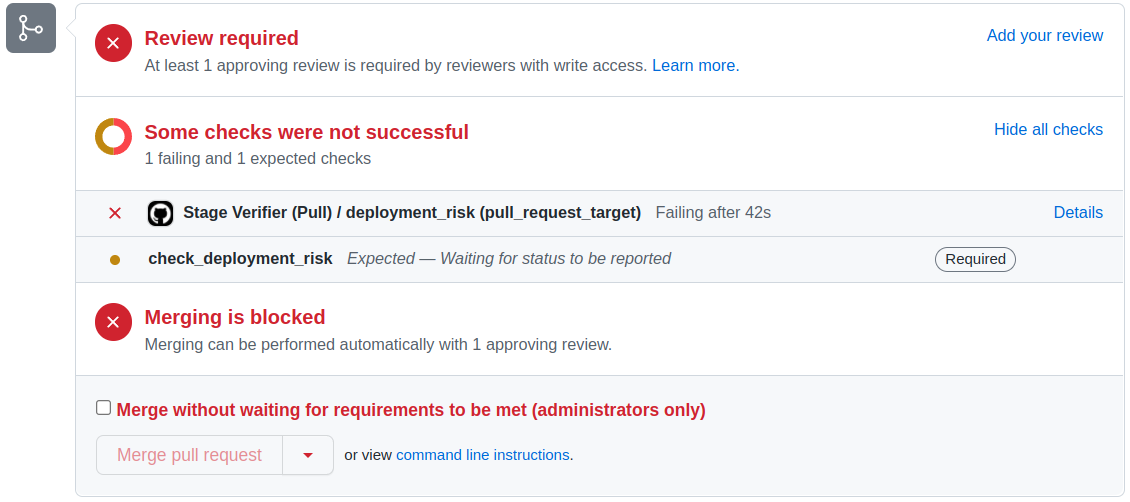 Review required
Add your review
At least 1 approving review is required by reviewers with write access. Learn more.
Some checks were not successful
Hide all checks
1 failing and 1 expected checks
Stage Verifier (Pull) / deployment_risk (pull_request_target) Failing after 42s
Details
check_deployment_risk Expected — Waiting for status to be reported
Required
Merging is blocked
Merging can be performed automatically with 1 approving review.
Merge without waiting for requirements to be met (administrators only)
Merge pull request
or view command line instructions.